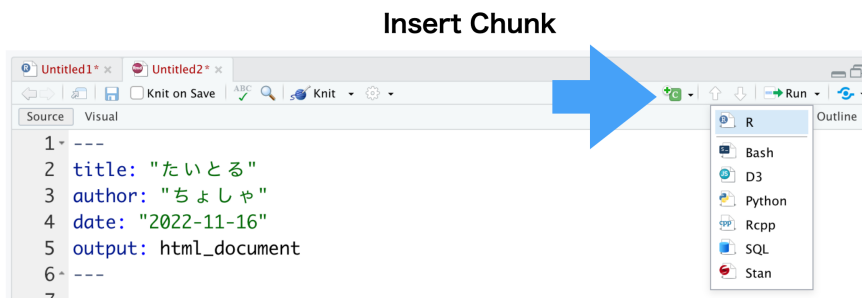 Insert Chunk
Untitled1* × Untitled2* ×
Knit on Save ABC Knit C Run
Source Visual Outline
R
Bash
D3
Python
Rcpp
SQL
Stan
1 ---
2 title: "たいとる"
3 author: "ちょしゃ"
4 date: "2022-11-16"
5 output: html_document
6 ---
7